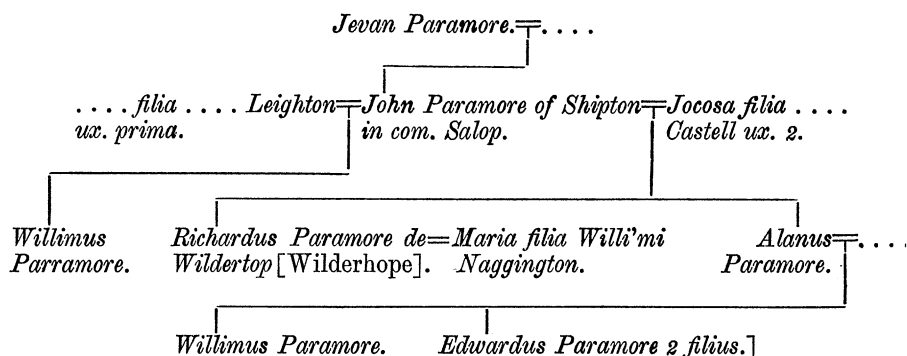 Jevan Paramore.=. . . .
. . . . filia . . . . Leighton=John Paramore of Shipton=Jocosa filia . . . .
ux. prima. in com. Salop. Castell ux. 2.
Willimus Richardus Paramore de=Maria filia Willi'mi Alanus=. . . .
Parramore. Wildertop [Wilderhope]. Naggington. Paramore.
Willimus Paramore. Edwardus Paramore 2 filius.]